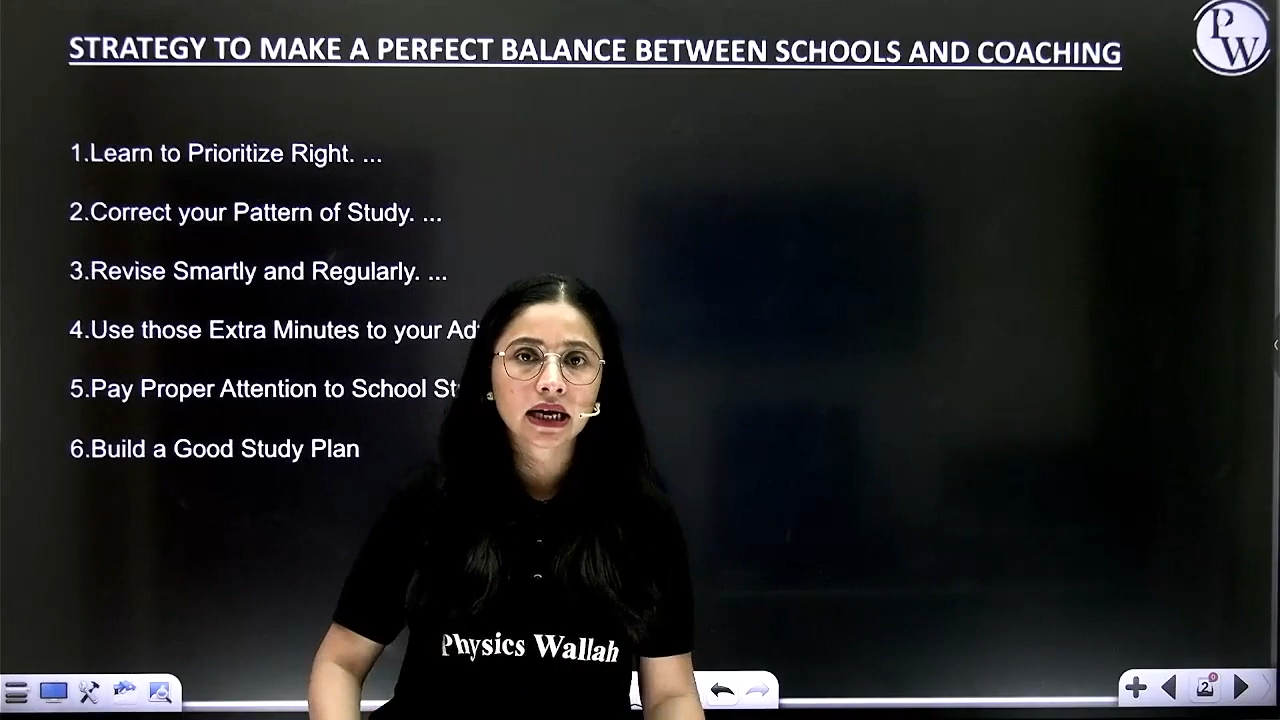 STRATEGY TO MAKE A PERFECT BALANCE BETWEEN SCHOOLS AND COACHING
PW
1.Learn to Prioritize Right. ...
2.Correct your Pattern of Study. ...
3.Revise Smartly and Regularly. ...
4.Use those Extra Minutes to your
5.Pay Proper Attention to School
6.Build a Good Study Plan
Physics Wallah
2